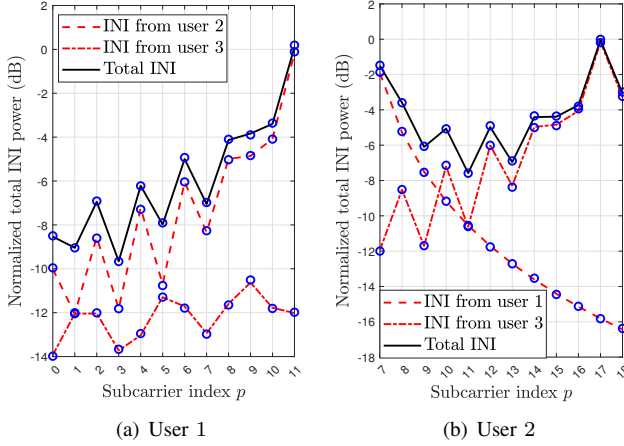 2
0
-2
-4
-6
-8
-10
-12
-14
Normalized total INI power (dB)
INI from user 2
INI from user 3
Total INI
0 1 2 3 4 5 6 7 8 9 10 11
Subcarrier index p
(a) User 1
2
0
-2
-4
-6
-8
-10
-12
-14
-16
-18
Normalized total INI power (dB)
INI from user 1
INI from user 3
Total INI
7 8 9 10 11 12 13 14 15 16 17 18
Subcarrier index p
(b) User 2